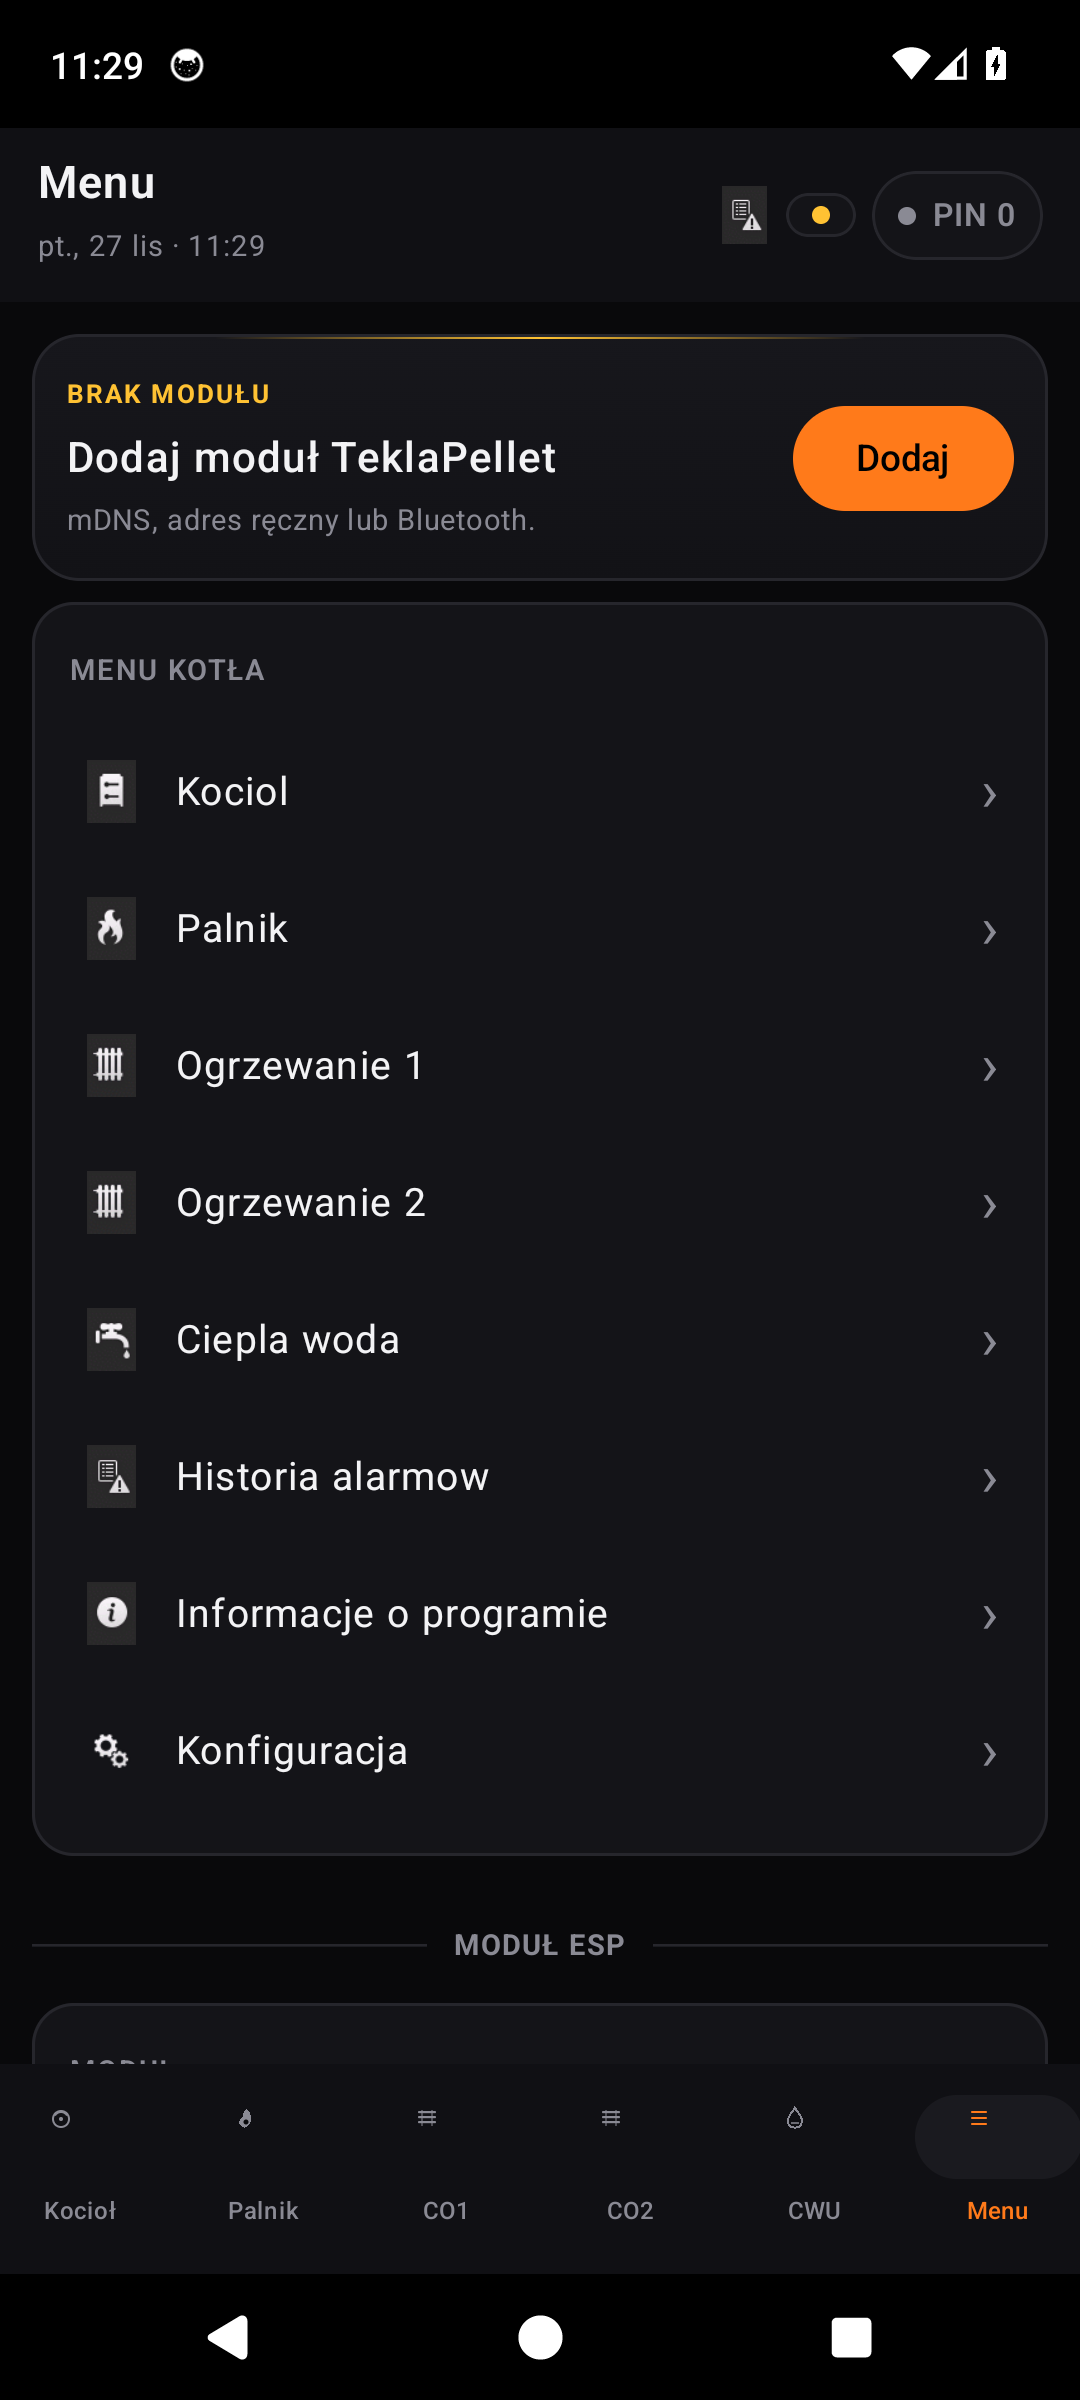 11:29
Menu
pt., 27 lis · 11:29
PIN 0
BRAK MODUŁU
Dodaj moduł TeklaPellet
mDNS, adres ręczny lub Bluetooth.
Dodaj
MENU KOTŁA
Kociol
Palnik
Ogrzewanie 1
Ogrzewanie 2
Ciepla woda
Historia alarmow
Informacje o programie
Konfiguracja
MODUŁ ESP
Kocioł
Palnik
CO1
CO2
CWU
Menu